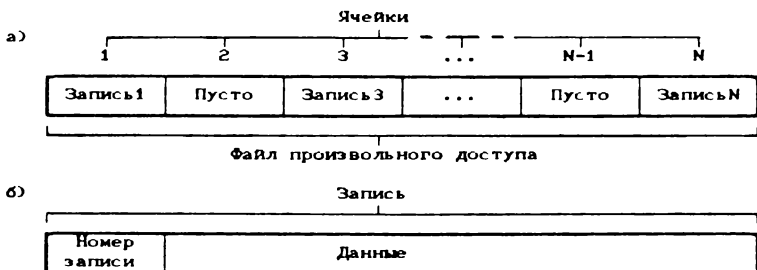 Ячейки
а)
1 2 3 ... N-1 N
Запись1 Пусто Запись3 ... Пусто ЗаписьN
Файл произвольного доступа
б)
Запись
Номер записи
Данные